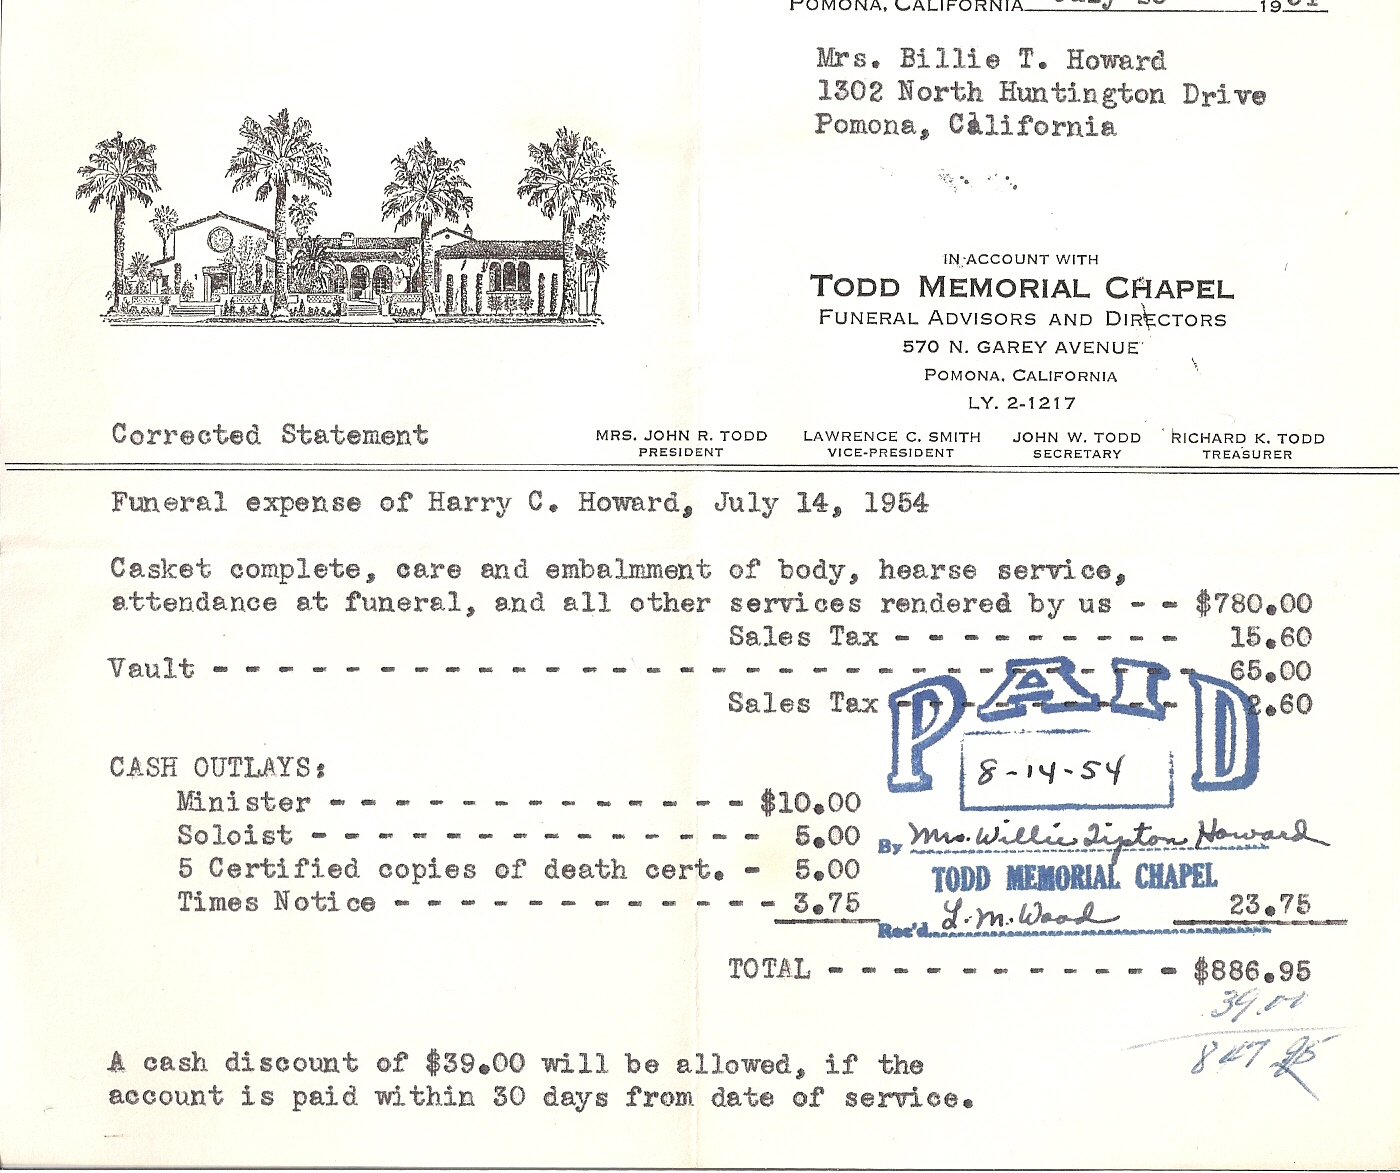 POMONA, CALIFORNIA 19
Mrs. Billie T. Howard
1302 North Huntington Drive
Pomona, California
IN ACCOUNT WITH
TODD MEMORIAL CHAPEL
FUNERAL ADVISORS AND DIRECTORS
570 N. GAREY AVENUE
POMONA, CALIFORNIA
LY. 2-1217
Corrected Statement
MRS. JOHN R. TODD LAWRENCE C. SMITH JOHN W. TODD RICHARD K. TODD
PRESIDENT VICE-PRESIDENT SECRETARY TREASURER
Funeral expense of Harry C. Howard, July 14, 1954
Casket complete, care and embalmment of body, hearse service,
attendance at funeral, and all other services rendered by us - - $780.00
Sales Tax - - - - - - - - - 15.60
Vault - - - - - - - - - - - - - - - - - - - - - - - - - - - 65.00
Sales Tax - - - - - - - - - 2.60
PAID
8-14-54
CASH OUTLAYS:
Minister - - - - - - - - - - - - - $10.00
Soloist - - - - - - - - - - - - - - 5.00
By Mrs. Willie Tipton Howard
5 Certified copies of death cert. - 5.00
TODD MEMORIAL CHAPEL
Times Notice - - - - - - - - - - - - 3.75 23.75
Rec'd L. M. Wood
TOTAL - - - - - - - - - - - $886.95
39.00
847 95
A cash discount of $39.00 will be allowed, if the
account is paid within 30 days from date of service.